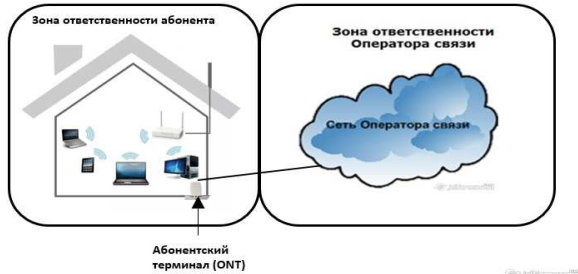 Зона ответственности абонента
Зона ответственности
Оператора связи
Сеть Оператора связи
Абонентский
терминал (ONT)